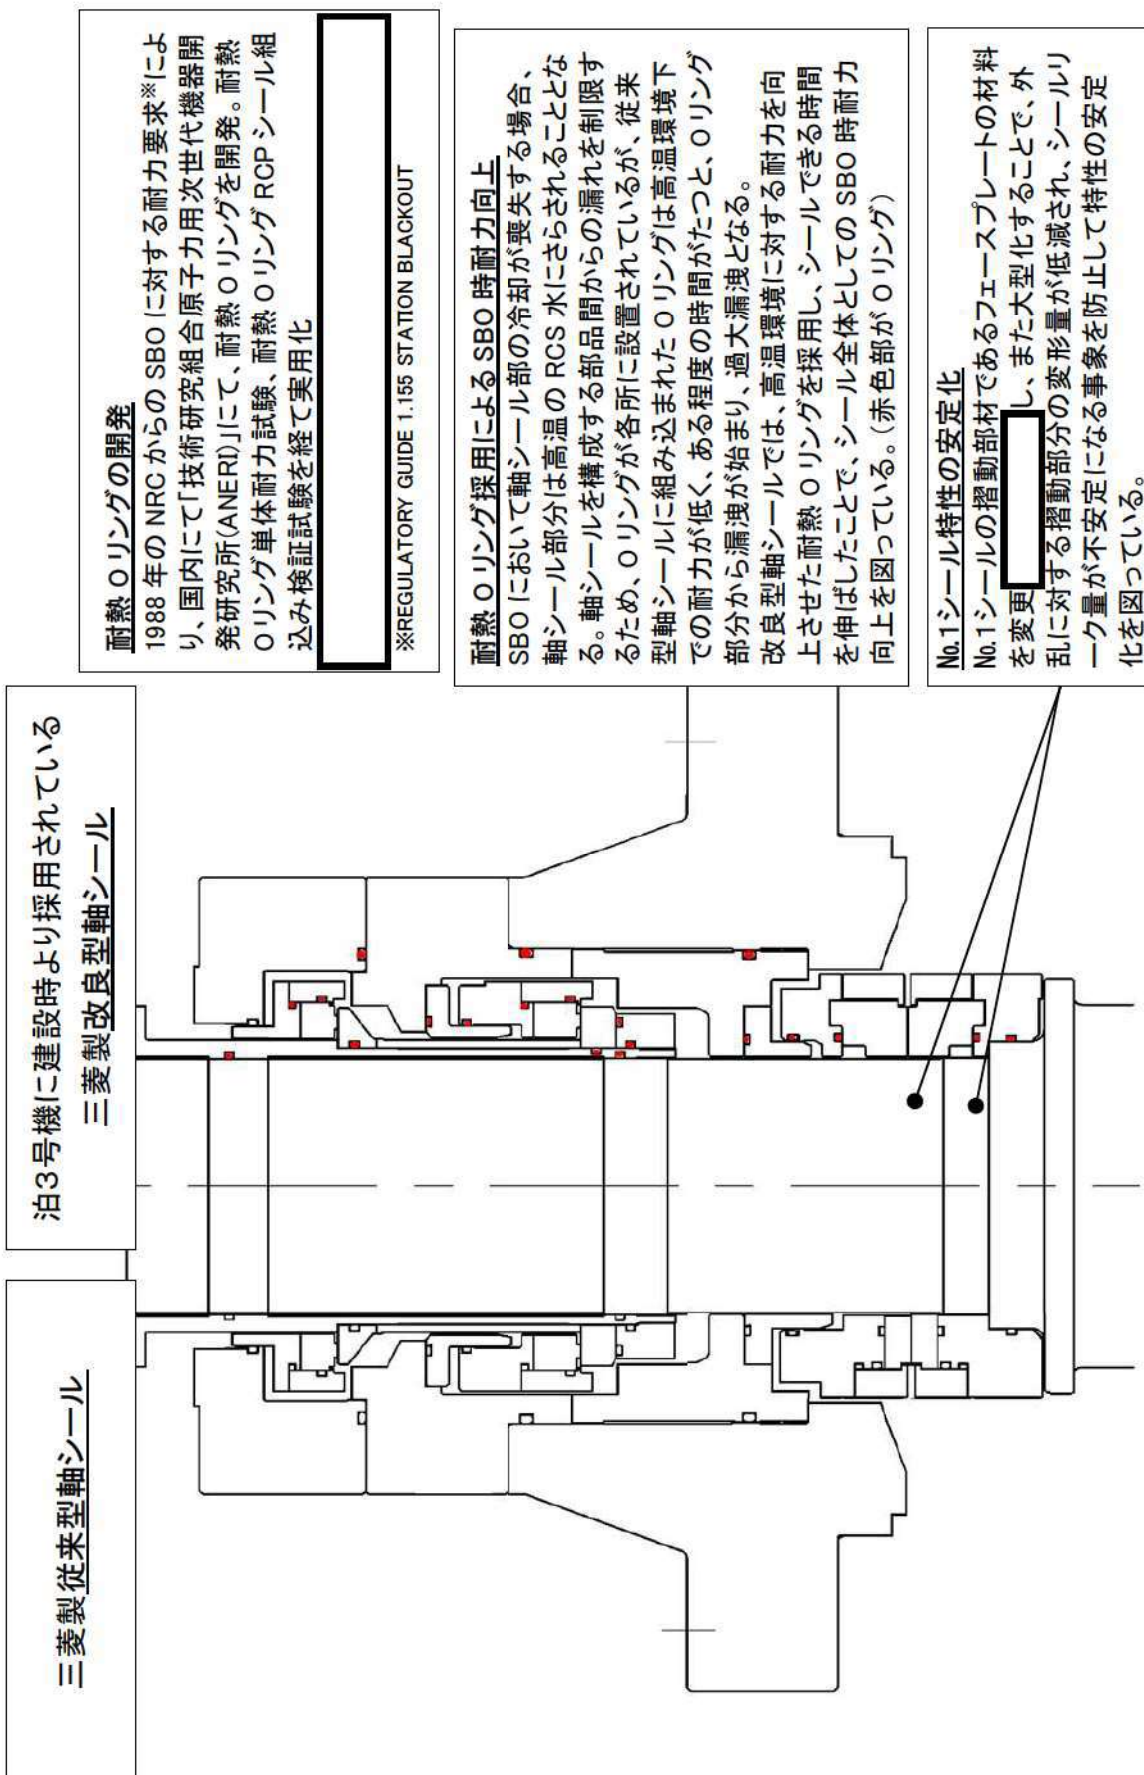 三菱製従来型軸シール
泊3号機に建設時より採用されている
三菱製改良型軸シール
耐熱Oリングの開発
1988年のNRCからのSBOに対する耐力要求※によ
り、国内にて「技術研究組合原子力用次世代機器開
発研究所(ANERI)」にて、耐熱Oリングを開発。耐熱
Oリング単体耐力試験、耐熱OリングRCPシール組
込み検証試験を経て実用化
※REGULATORY GUIDE 1.155 STATION BLACKOUT
耐熱Oリング採用によるSBO時耐力向上
SBOにおいて軸シール部の冷却が喪失する場合、
軸シール部分は高温のRCS水にさらされることとな
る。軸シールを構成する部品間からの漏れを制限す
るため、Oリングが各所に設置されているが、従来
型軸シールに組み込まれたOリングは高温環境下
での耐力が低く、ある程度の時間がたつと、Oリング
部分から漏洩が始まり、過大漏洩となる。
改良型軸シールでは、高温環境に対する耐力を向
上させた耐熱Oリングを採用し、シールできる時間
を伸ばしたことで、シール全体としてのSBO時耐力
向上を図っている。(赤色部がOリング)
No.1シール特性の安定化
No.1シールの摺動部材であるフェースプレートの材料
を変更 し、また大型化することで、外
乱に対する摺動部分の変形量が低減され、シールリ
ーク量が不安定になる事象を防止して特性の安定
化を図っている。